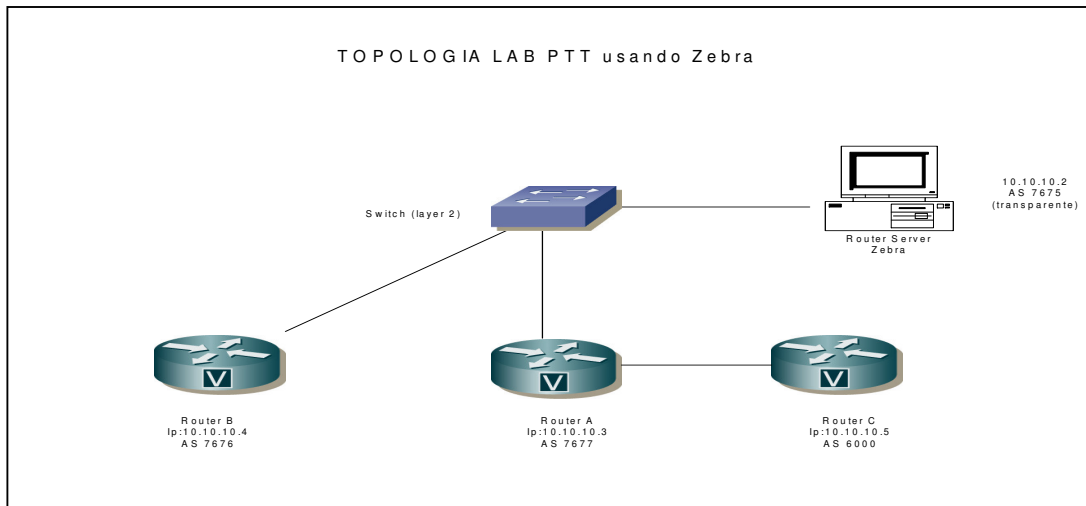 TOPOLOGIA LAB PTT usando Zebra
Switch (layer 2)
10.10.10.2
AS 7675
(transparente)
Router Server
Zebra
V
V
V
Router B
Ip:10.10.10.4
AS 7676
Router A
Ip:10.10.10.3
AS 7677
Router C
Ip:10.10.10.5
AS 6000